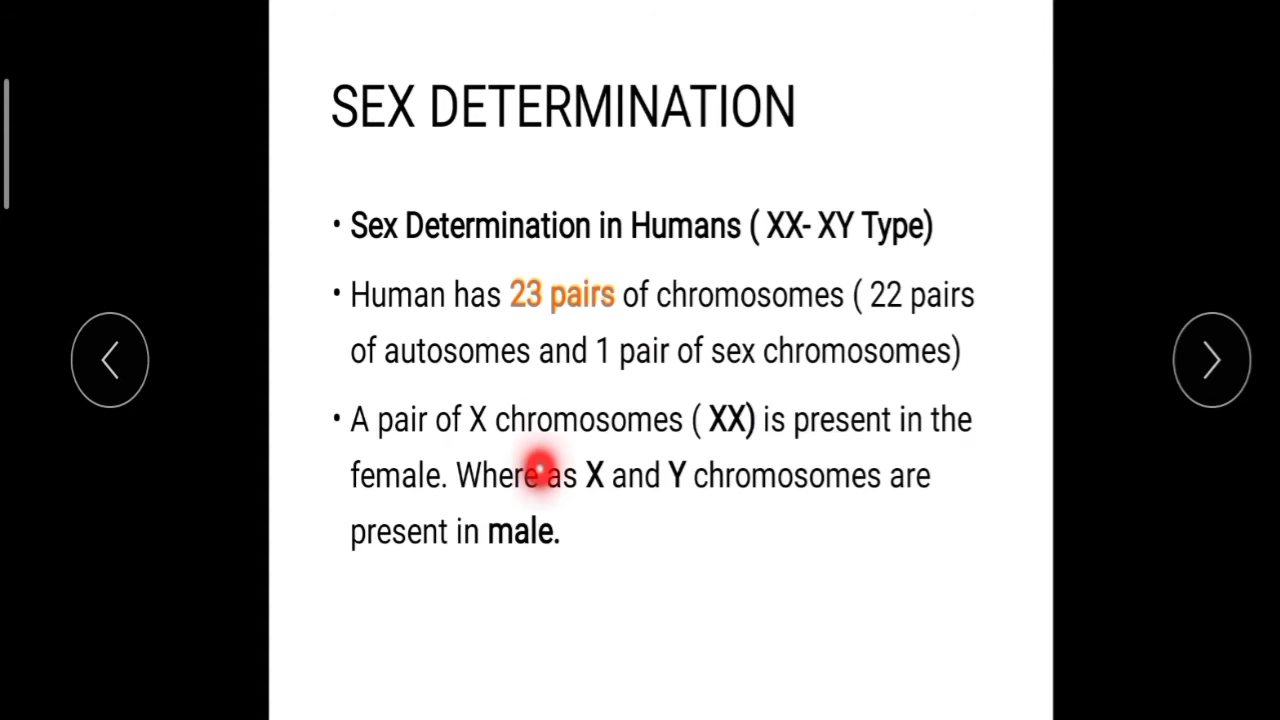 SEX DETERMINATION
• Sex Determination in Humans ( XX- XY Type)
• Human has 23 pairs of chromosomes ( 22 pairs
of autosomes and 1 pair of sex chromosomes)
• A pair of X chromosomes ( XX) is present in the
female. Where as X and Y chromosomes are
present in male.